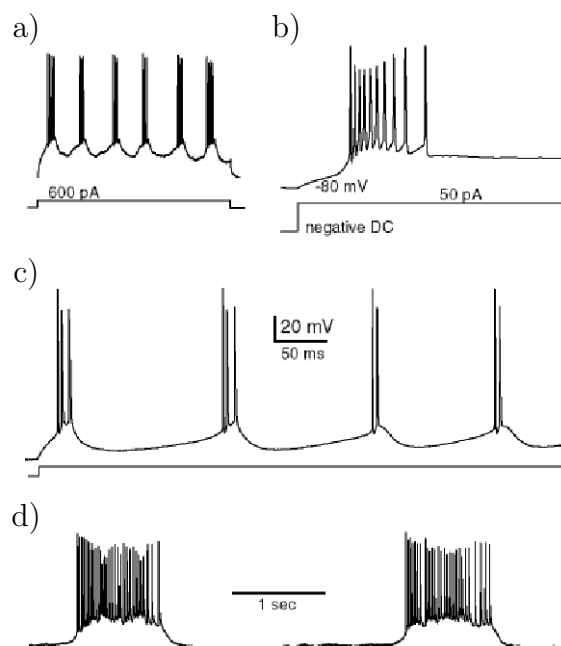 a)
b)
600 pA
-80 mV
50 pA
negative DC
c)
20 mV
50 ms
d)
1 sec